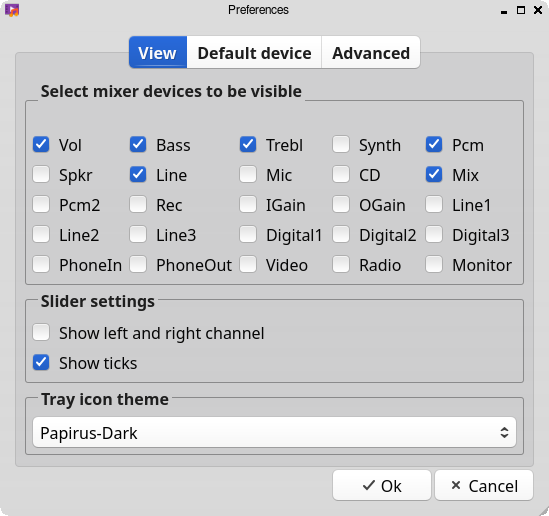 Preferences
View Default device Advanced
Select mixer devices to be visible
Vol Bass Trebl Synth Pcm
Spkr Line Mic CD Mix
Pcm2 Rec IGain OGain Line1
Line2 Line3 Digital1 Digital2 Digital3
PhoneIn PhoneOut Video Radio Monitor
Slider settings
Show left and right channel
Show ticks
Tray icon theme
Papirus-Dark
Ok Cancel